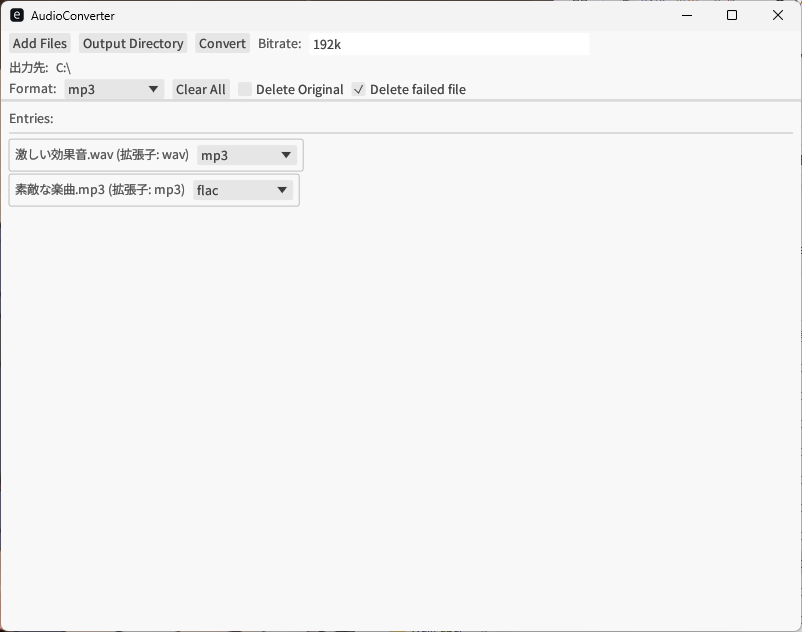 AudioConverter
Add Files Output Directory Convert Bitrate: 192k
出力先: C:\
Format: mp3 Clear All Delete Original Delete failed file
Entries:
激しい効果音.wav (拡張子: wav) mp3
素敵な楽曲.mp3 (拡張子: mp3) flac